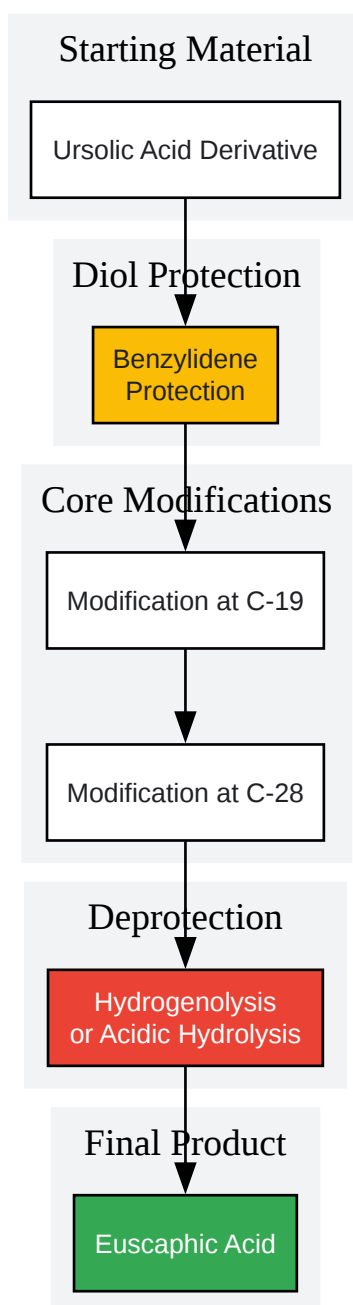 Starting Material
Ursolic Acid Derivative
Diol Protection
Benzylidene
Protection
Core Modifications
Modification at C-19
Modification at C-28
Deprotection
Hydrogenolysis
or Acidic Hydrolysis
Final Product
Euscaphic Acid